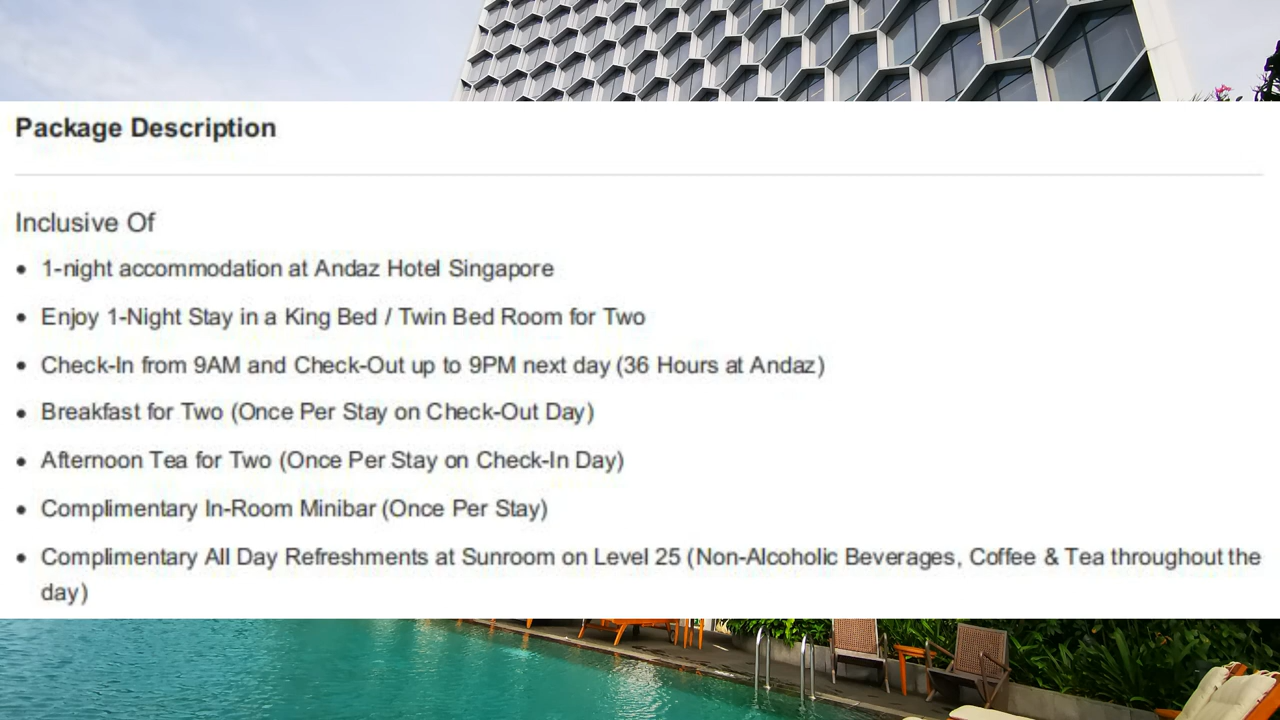 Package Description
Inclusive Of
• 1-night accommodation at Andaz Hotel Singapore
• Enjoy 1-Night Stay in a King Bed / Twin Bed Room for Two
• Check-In from 9AM and Check-Out up to 9PM next day (36 Hours at Andaz)
• Breakfast for Two (Once Per Stay on Check-Out Day)
• Afternoon Tea for Two (Once Per Stay on Check-In Day)
• Complimentary In-Room Minibar (Once Per Stay)
• Complimentary All Day Refreshments at Sunroom on Level 25 (Non-Alcoholic Beverages, Coffee & Tea throughout the
day)